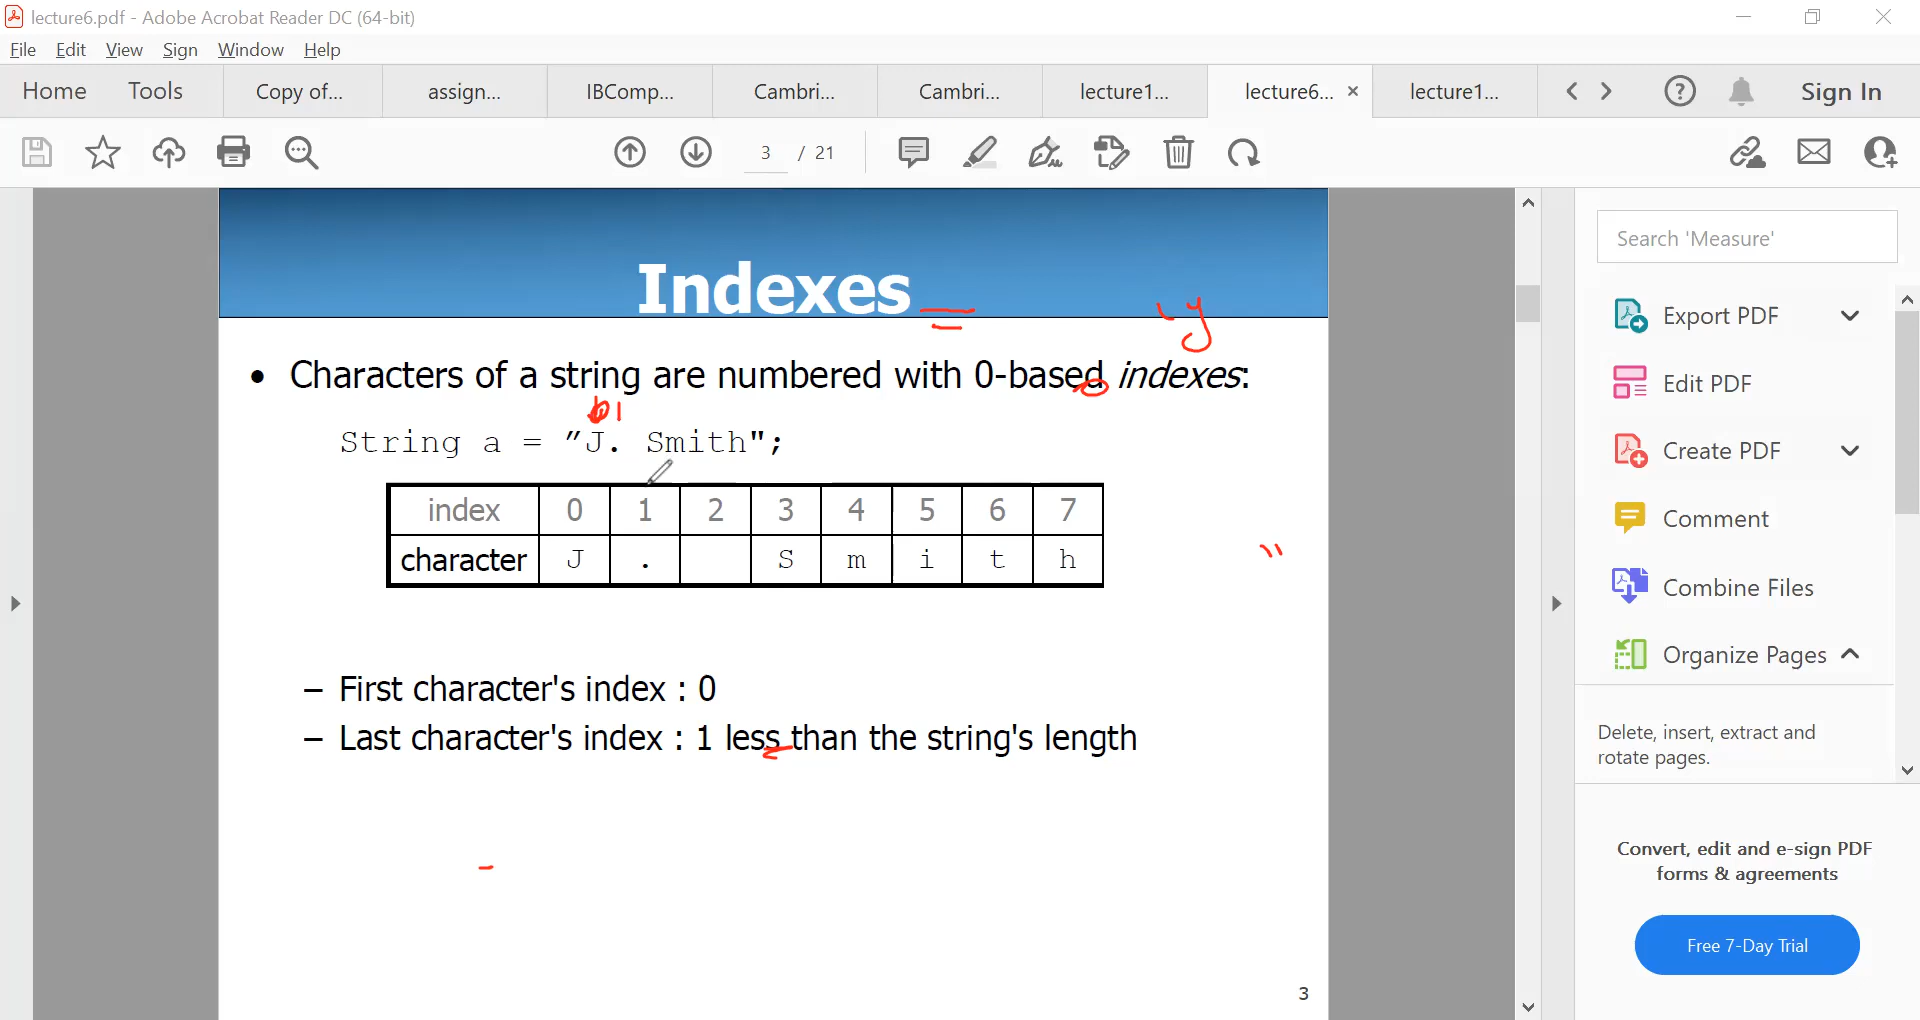 lecture6.pdf - Adobe Acrobat Reader DC (64-bit)
File Edit View Sign Window Help
Home Tools Copy of... assign... IBComp... Cambri... Cambri... lecture1... lecture6... × lecture1... Sign In
3 / 21
Indexes
y
• Characters of a string are numbered with 0-based indexes:
String a = ”J. Smith";
index 0 1 2 3 4 5 6 7
character J . S m i t h
– First character's index : 0
– Last character's index : 1 less than the string's length
3
Search 'Measure'
Export PDF
Edit PDF
Create PDF
Comment
Combine Files
Organize Pages
Delete, insert, extract and
rotate pages.
Convert, edit and e-sign PDF
forms & agreements
Free 7-Day Trial